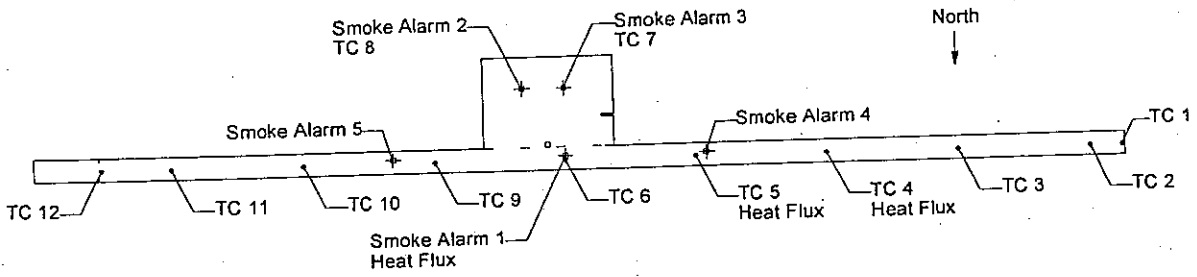 Smoke Alarm 2
TC 8
Smoke Alarm 3
TC 7
North
Smoke Alarm 5
Smoke Alarm 4
TC 1
TC 12
TC 11
TC 10
TC 9
TC 6
TC 5
Heat Flux
TC 4
Heat Flux
TC 3
TC 2
Smoke Alarm 1
Heat Flux